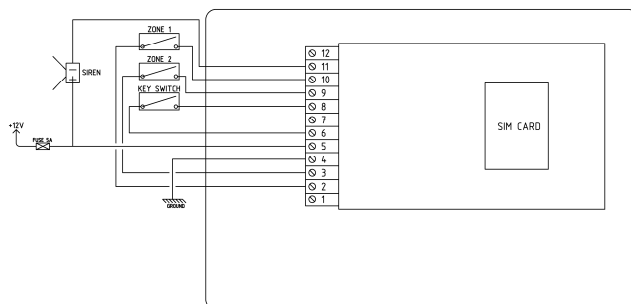 ZONE 1
ZONE 2
KEY SWITCH
SIREN
+12V
FUSE 5A
GROUND
12
11
10
9
8
7
6
5
4
3
2
1
SIM CARD